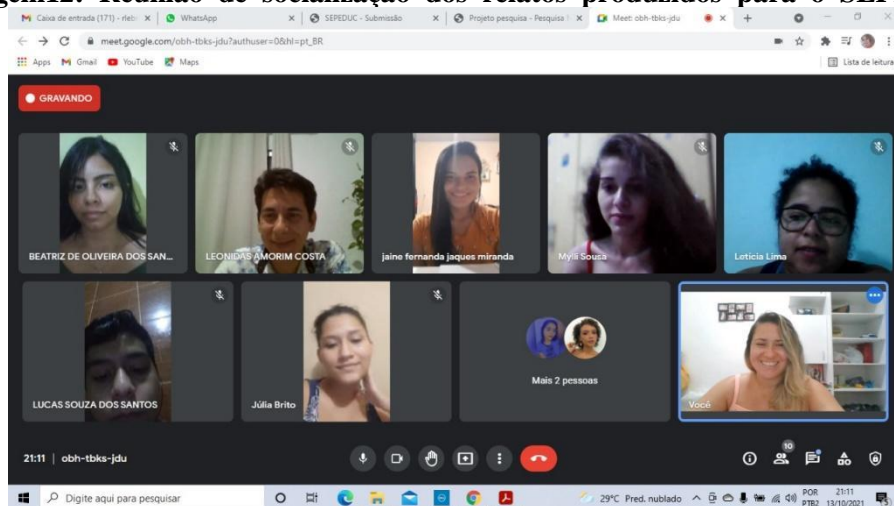 Reunião de socialização dos relatos produzidos para o
Caixa de entrada (171) - rleb
WhatsApp
SEPEDUC - Submissão
Projeto pesquisa - Pesquisa
Meet: obh-tbks-jdu
meet.google.com/obh-tbks-jdu?authuser=0&hl=pt_BR
Apps
Gmail
YouTube
Maps
Lista de leitura
GRAVANDO
BEATRIZ DE OLIVEIRA DOS SAN...
LEONIDAS AMORIM COSTA
jaine fernanda jaques miranda
Mylla Sousa
Leticia Lima
LUCAS SOUZA DOS SANTOS
Júlia Brito
Mais 2 pessoas
Você
21:11 | obh-tbks-jdu
10
Digite aqui para pesquisar
29°C Pred. nublado
POR
PTB2
21:11
13/10/2021